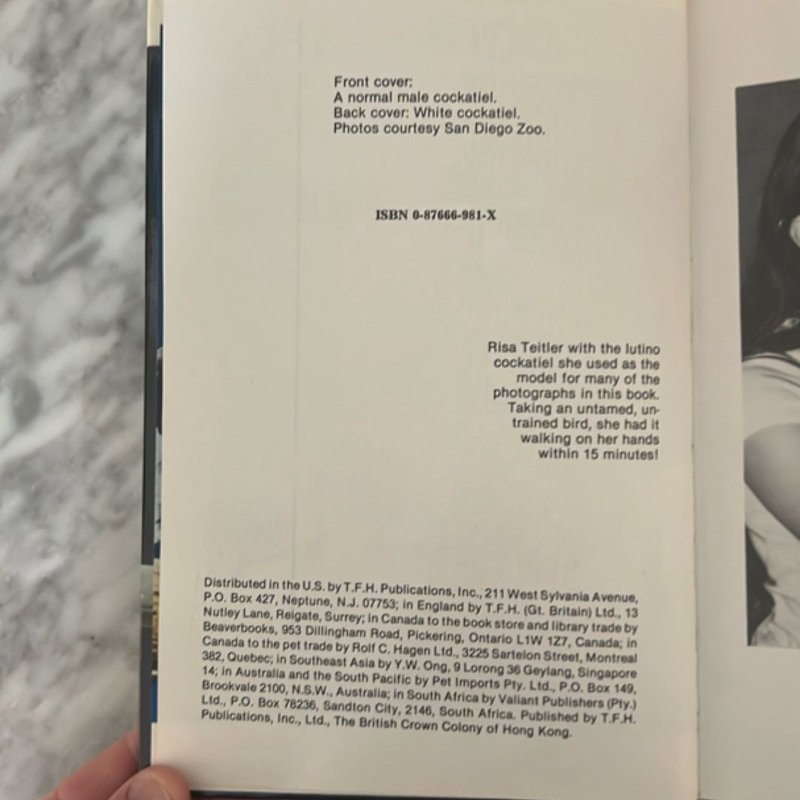 Front cover:
A normal male cockatiel.
Back cover: White cockatiel.
Photos courtesy San Diego Zoo.
ISBN 0-87666-981-X
Risa Teitler with the lutino
cockatiel she used as the
model for many of the
photographs in this book.
Taking an untamed, un-
trained bird, she had it
walking on her hands
within 15 minutes!
Distributed in the U.S. by T.F.H. Publications, Inc., 211 West Sylvania Avenue,
P.O. Box 427, Neptune, N.J. 07753; in England by T.F.H. (Gt. Britain) Ltd., 13
Nutley Lane, Reigate, Surrey; in Canada to the book store and library trade by
Beaverbooks, 953 Dillingham Road, Pickering, Ontario L1W 1Z7, Canada; in
Canada to the pet trade by Rolf C. Hagen Ltd., 3225 Sartelon Street, Montreal
382, Quebec; in Southeast Asia by Y.W. Ong, 9 Lorong 36 Geylang, Singapore
14; in Australia and the South Pacific by Pet Imports Pty. Ltd., P.O. Box 149,
Brookvale 2100, N.S.W., Australia; in South Africa by Valiant Publishers (Pty.)
Ltd., P.O. Box 78236, Sandton City, 2146, South Africa. Published by T.F.H.
Publications, Inc., Ltd., The British Crown Colony of Hong Kong.